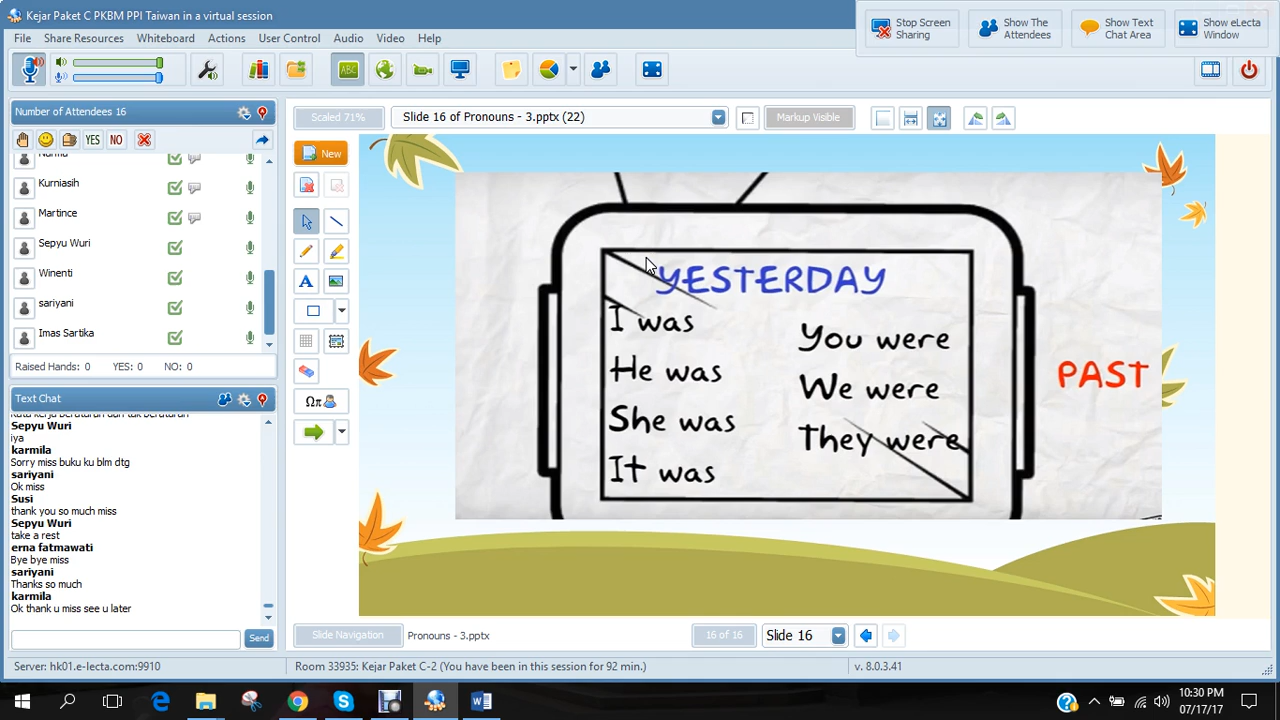 Kejar Paket C PKBM PPI Taiwan in a virtual session
Stop Screen Sharing
Show The Attendees
Show Text Chat Area
Show eLecta Window
File Share Resources Whiteboard Actions Users Control Audio Video Help
ABC
Number of Attendees 16
YES NO
Kurniasih
Martince
Sepyu Wuri
Winenti
sariyani
Imas Sartika
Raised Hands: 0 YES: 0 NO: 0
Text Chat
Sepyu Wuri
iya
karmila
Sorry miss buku ku blm dtg
sariyani
Ok miss
Susi
thank you so much miss
Sepyu Wuri
take a rest
erna fatmawati
Bye bye miss
sariyani
Thanks so much
karmila
Ok thank u miss see u later
Send
Scaled 71%
Slide 16 of Pronouns - 3.pptx (22)
Markup Visible
New
A
Ωπ
YESTERDAY
I was
He was
She was
It was
You were
We were
They were
PAST
Slide Navigation
Pronouns - 3.pptx
16 of 16
Slide 16
Server: hk01.e-lecta.com:9910
Room 33935: Kejar Paket C-2 (You have been in this session for 92 min.)
v. 8.0.3.41
10:30 PM
07/17/17